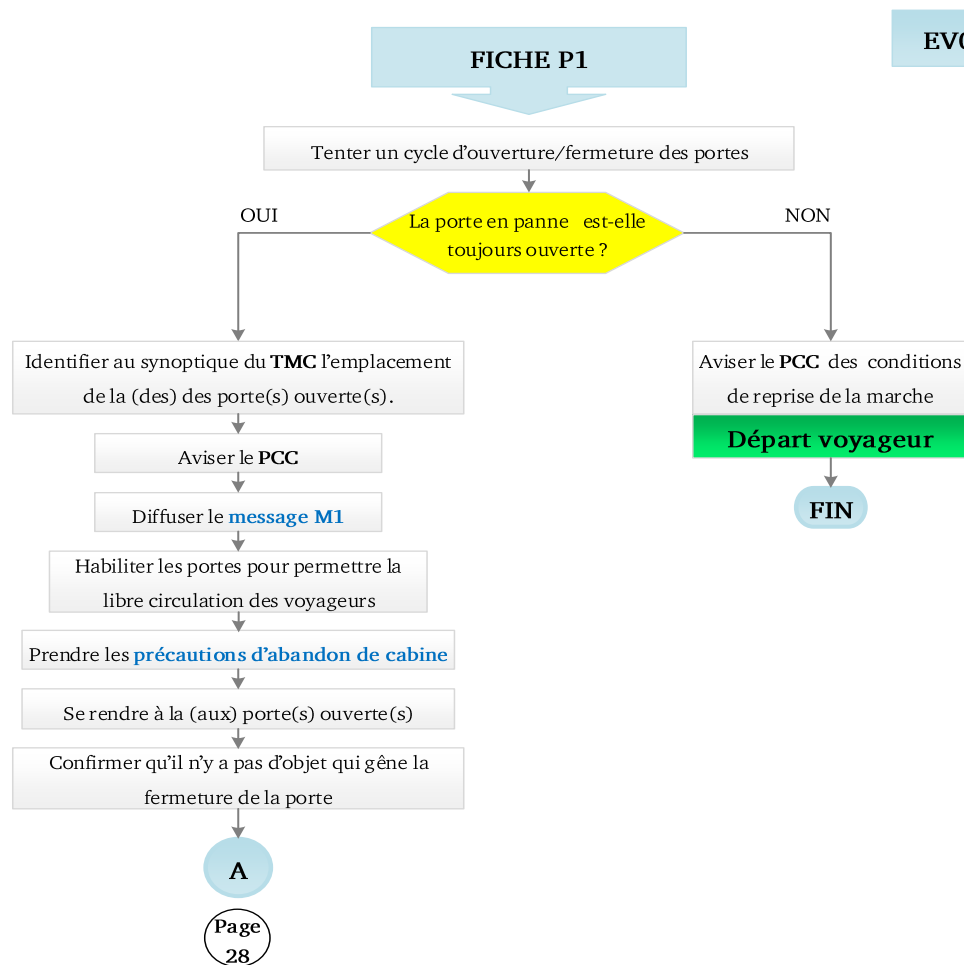 FICHE P1
EV0
Tenter un cycle d'ouverture/fermeture des portes
OUI
La porte en panne est-elle
toujours ouverte ?
NON
Identifier au synoptique du TMC l'emplacement
de la (des) des porte(s) ouverte(s).
Aviser le PCC
Diffuser le message M1
Habiliter les portes pour permettre la
libre circulation des voyageurs
Prendre les précautions d'abandon de cabine
Se rendre à la (aux) porte(s) ouverte(s)
Confirmer qu'il n'y a pas d'objet qui gêne la
fermeture de la porte
A
Page
28
Aviser le PCC des conditions
de reprise de la marche
Départ voyageur
FIN